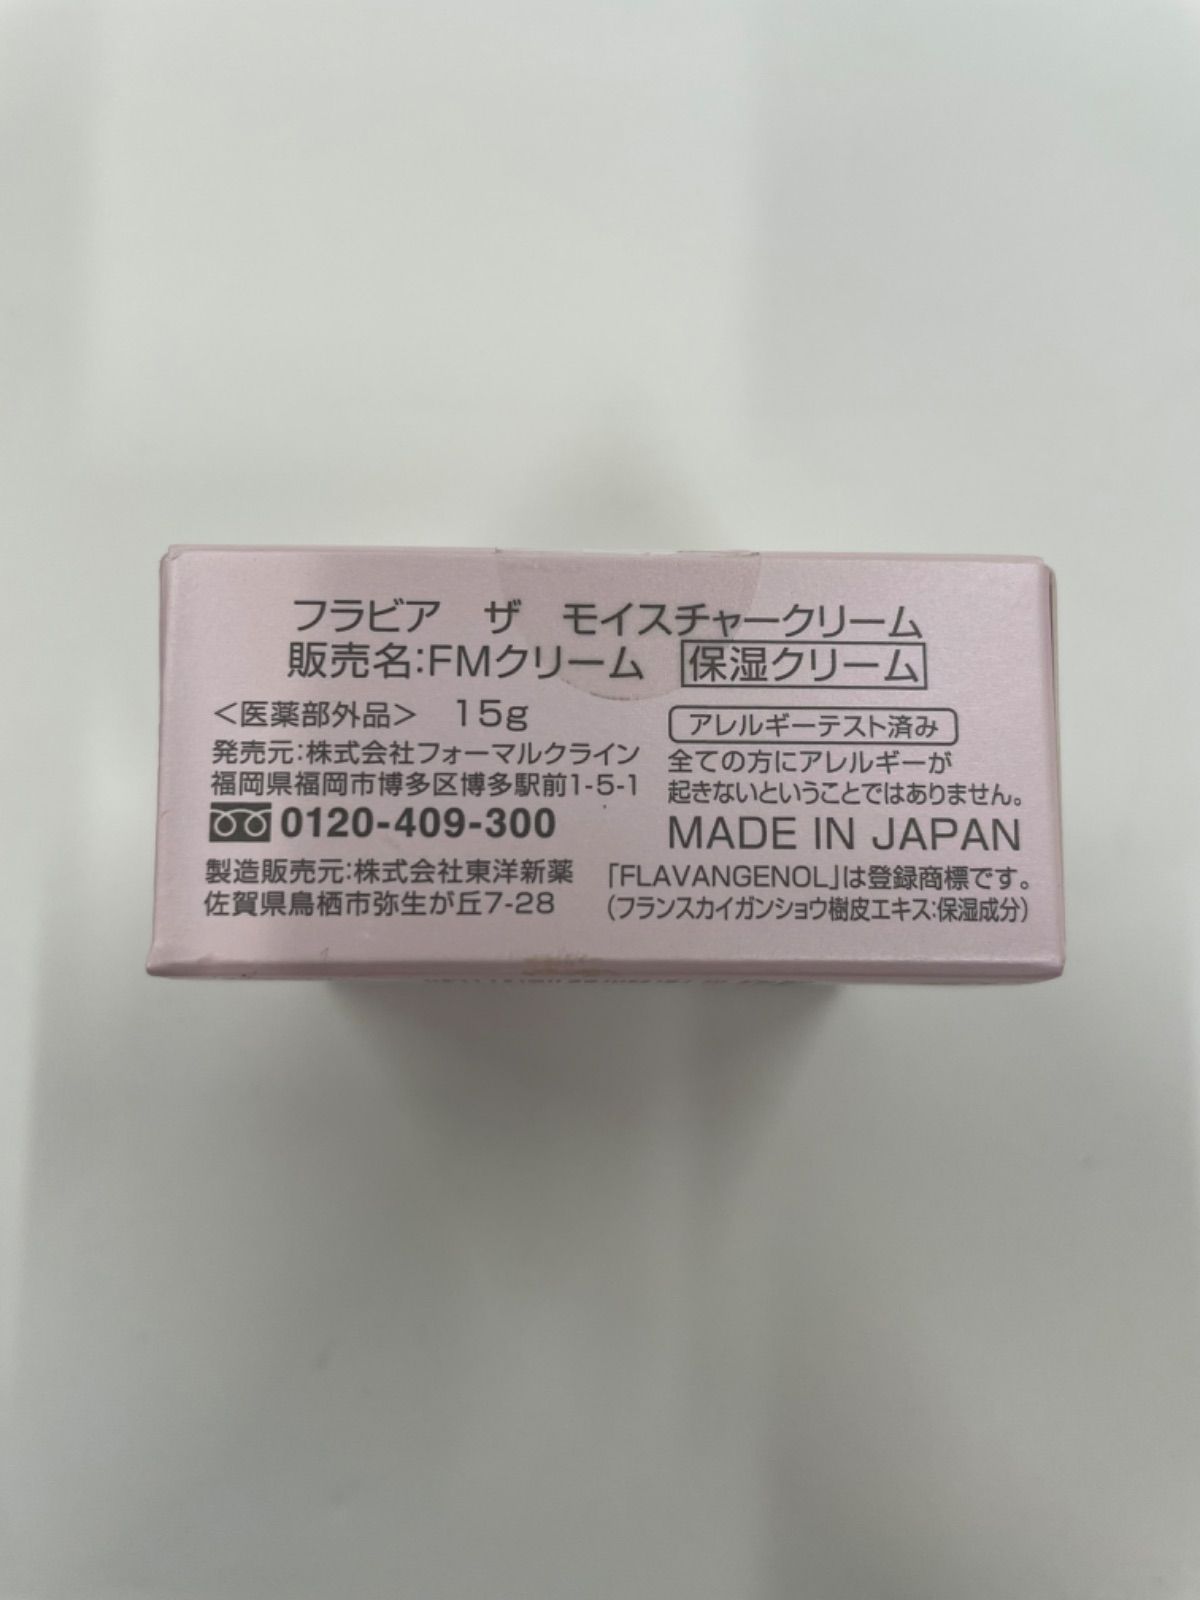 フラビア ザ モイスチャークリーム
販売名:FMクリーム 保湿クリーム
<医薬部外品> 15g
発売元:株式会社フォーマルクライン
福岡県福岡市博多区博多駅前1-5-1
0120-409-300
製造販売元:株式会社東洋新薬
佐賀県鳥栖市弥生が丘7-28
アレルギーテスト済み
全ての方にアレルギーが
起きないということではありません。
MADE IN JAPAN
「FLAVANGENOL」は登録商標です。
(フランスカイガンショウ樹皮エキス:保湿成分)